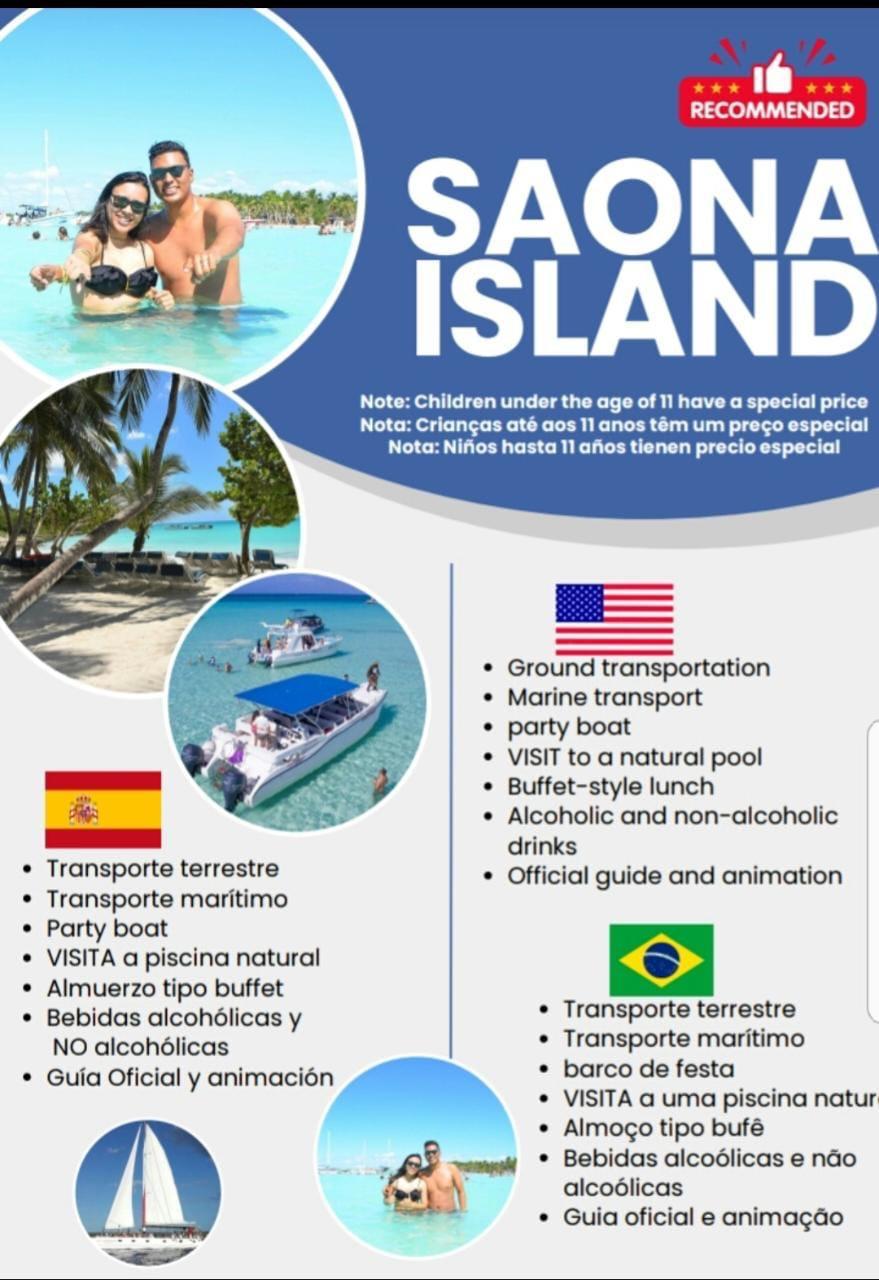 RECOMMENDED
SAONA
ISLAND
Note: Children under the age of 11 have a special price
Nota: Crianças até aos 11 anos têm um preço especial
Nota: Niños hasta 11 años tienen precio especial
• Ground transportation
• Marine transport
• party boat
• VISIT to a natural pool
• Buffet-style lunch
• Alcoholic and non-alcoholic
drinks
• Official guide and animation
• Transporte terrestre
• Transporte marítimo
• Party boat
• VISITA a piscina natural
• Almuerzo tipo buffet
• Bebidas alcohólicas y
NO alcohólicas
• Guía Oficial y animación
• Transporte terrestre
• Transporte marítimo
• barco de festa
• VISITA a uma piscina natur
• Almoço tipo bufê
• Bebidas alcoólicas e não
alcoólicas
• Guia oficial e animação